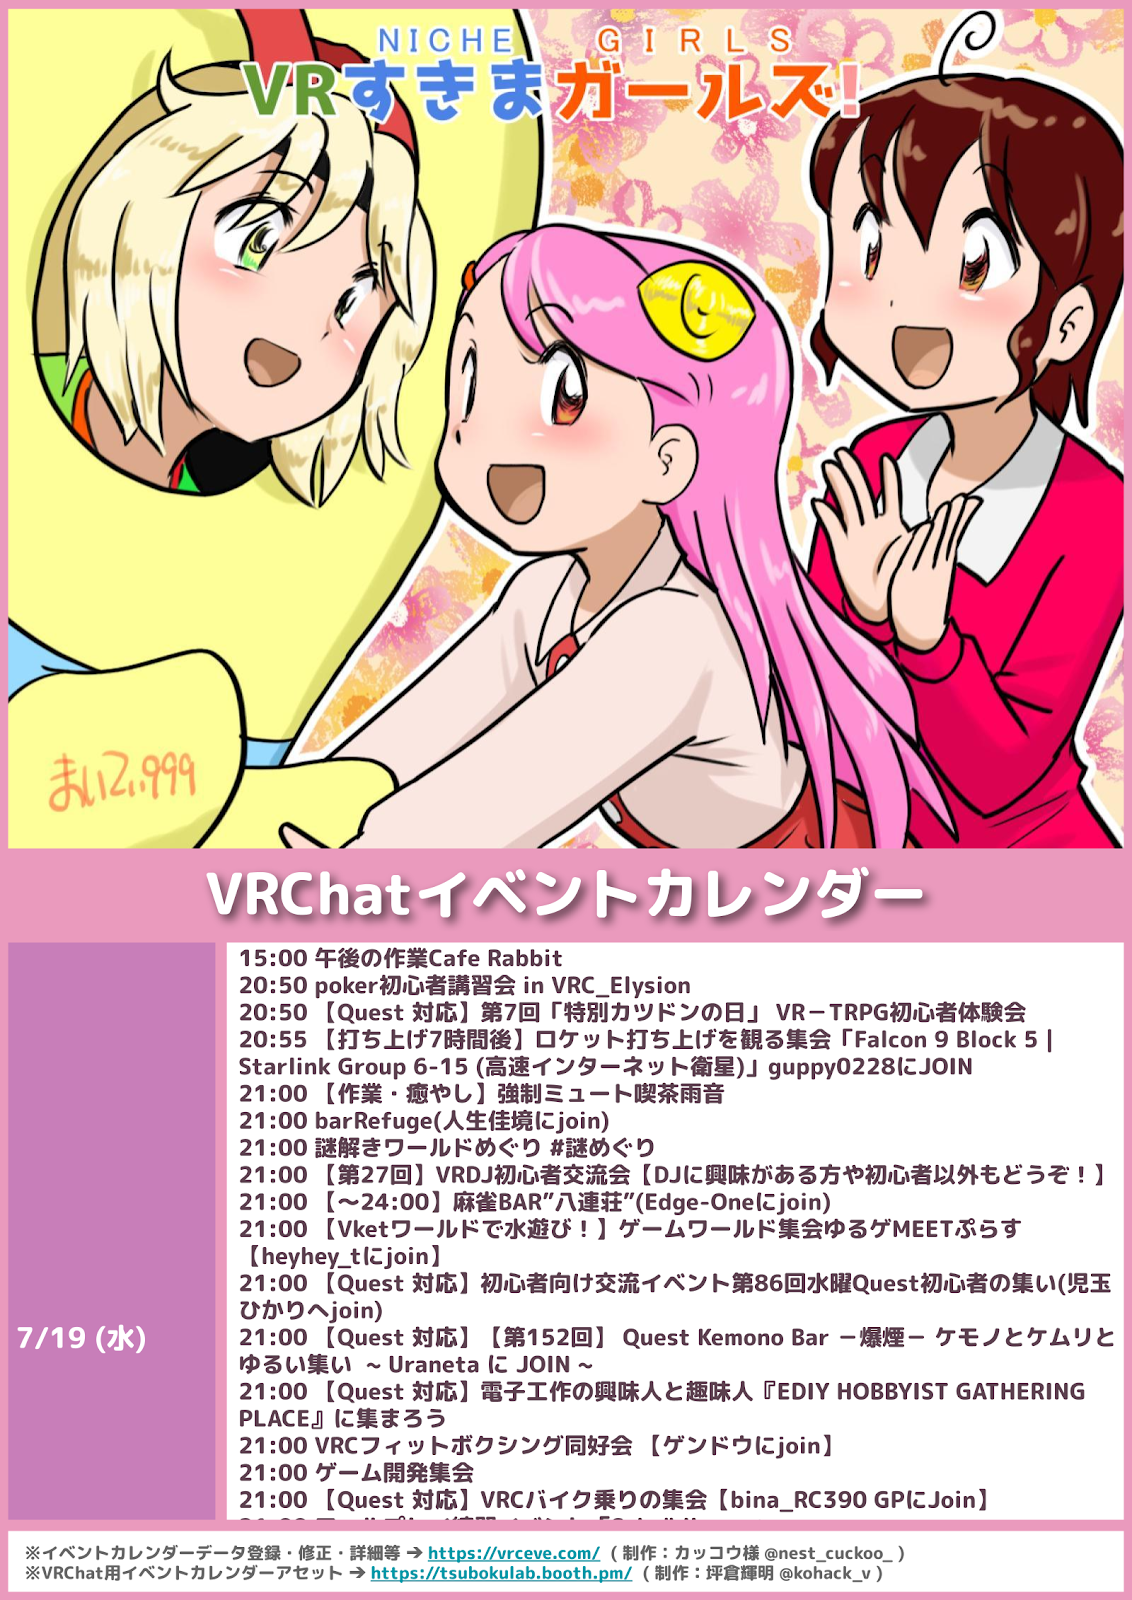 NICHE GIRLS
VRすきまガールズ!
まいてぃ999
VRChatイベントカレンダー
7/19 (水)
15:00 午後の作業Cafe Rabbit
20:50 poker初心者講習会 in VRC_Elysion
20:50 【Quest 対応】第7回「特別カツドンの日」 VR－TRPG初心者体験会
20:55 【打ち上げ7時間後】ロケット打ち上げを観る集会「Falcon 9 Block 5 |
Starlink Group 6-15 (高速インターネット衛星)」guppy0228にJOIN
21:00 【作業・癒やし】強制ミュート喫茶雨音
21:00 barRefuge(人生佳境にjoin)
21:00 謎解きワールドめぐり #謎めぐり
21:00 【第27回】VRDJ初心者交流会【DJに興味がある方や初心者以外もどうぞ！】
21:00 【～24:00】麻雀BAR”八連荘”(Edge-Oneにjoin)
21:00 【Vketワールドで水遊び！】ゲームワールド集会ゆるゲMEETぷらす
【heyhey_tにjoin】
21:00 【Quest 対応】初心者向け交流イベント第86回水曜Quest初心者の集い(児玉
ひかりへjoin)
21:00 【Quest 対応】【第152回】 Quest Kemono Bar －爆煙－ ケモノとケムリと
ゆるい集い ~ Uraneta に JOIN ~
21:00 【Quest 対応】電子工作の興味人と趣味人『EDIY HOBBYIST GATHERING
PLACE』に集まろう
21:00 VRCフィットボクシング同好会 【ゲンドウにjoin】
21:00 ゲーム開発集会
21:00 【Quest 対応】VRCバイク乗りの集会【bina_RC390 GPにJoin】
※イベントカレンダーデータ登録・修正・詳細等 ➔ https://vrceve.com/ ( 制作：カッコウ様 @nest_cuckoo_ )
※VRChat用イベントカレンダーアセット ➔ https://tsubokulab.booth.pm/ ( 制作：坪倉輝明 @kohack_v )